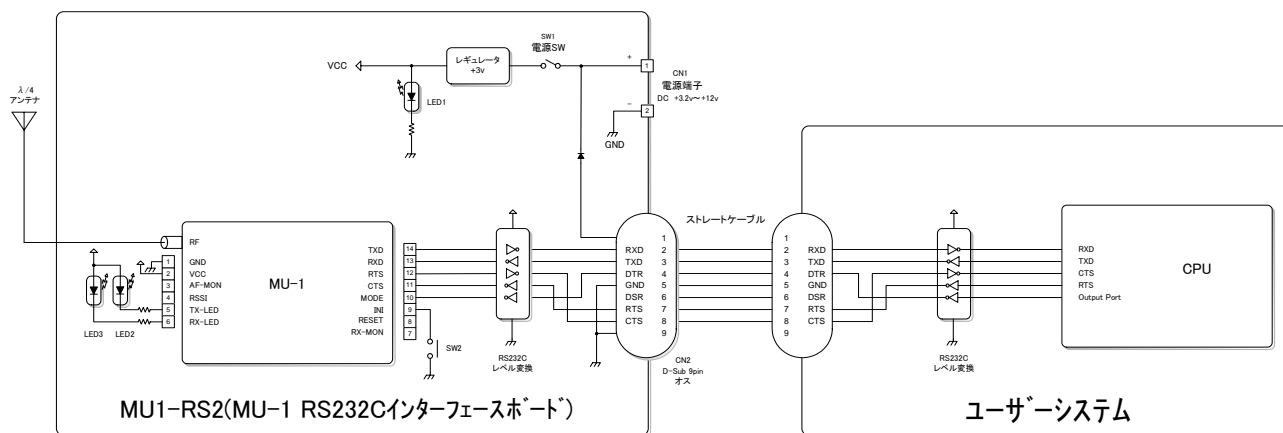 λ/4
アンテナ
VCC
レギュレータ
+3v
SW1
電源SW
+
1
CN1
電源端子
DC +3.2v～+12v
−
2
GND
LED1
RF
MU-1
1 GND
2 VCC
3 AF-MON
4 RSSI
5 TX-LED
6 RX-LED
LED3
LED2
TXD 14
RXD 13
RTS 12
CTS 11
MODE 10
INI 9
RESET 8
RX-MON 7
SW2
RS232C
レベル変換
1
RXD 2
TXD 3
DTR 4
GND 5
DSR 6
RTS 7
CTS 8
9
CN2
D-Sub 9pin
オス
ストレートケーブル
1
2 RXD
3 TXD
4 DTR
5 GND
6 DSR
7 RTS
8 CTS
9
RS232C
レベル変換
RXD
TXD
CTS
RTS
Output Port
CPU
MU1-RS2(MU-1 RS232Cインターフェースボード)
ユーザーシステム